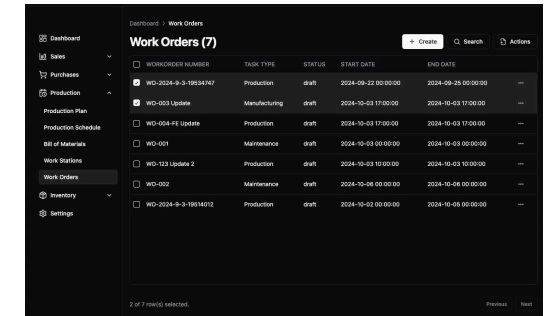 Dashboard > Work Orders
Dashboard
Sales
Purchases
Production
Production Plan
Production Schedule
Bill of Materials
Work Stations
Work Orders
Inventory
Settings
Work Orders (7)
+ Create
Search
Actions
WORKORDER NUMBER TASK TYPE STATUS START DATE END DATE
WO-2024-9-3-19534747 Production draft 2024-09-22 00:00:00 2024-09-25 00:00:00 ...
WO-003 Update Manufacturing draft 2024-10-03 17:00:00 2024-10-03 17:00:00 ...
WO-004-FE Update Production draft 2024-10-03 17:00:00 2024-10-03 17:00:00 ...
WO-001 Maintenance draft 2024-10-03 00:00:00 2024-10-03 00:00:00 ...
WO-123 Update 2 Production draft 2024-10-03 10:00:00 2024-10-03 10:00:00 ...
WO-002 Maintenance draft 2024-10-06 00:00:00 2024-10-06 00:00:00 ...
WO-2024-9-3-19514012 Production draft 2024-10-02 00:00:00 2024-10-05 00:00:00 ...
2 of 7 row(s) selected.
Previous Next